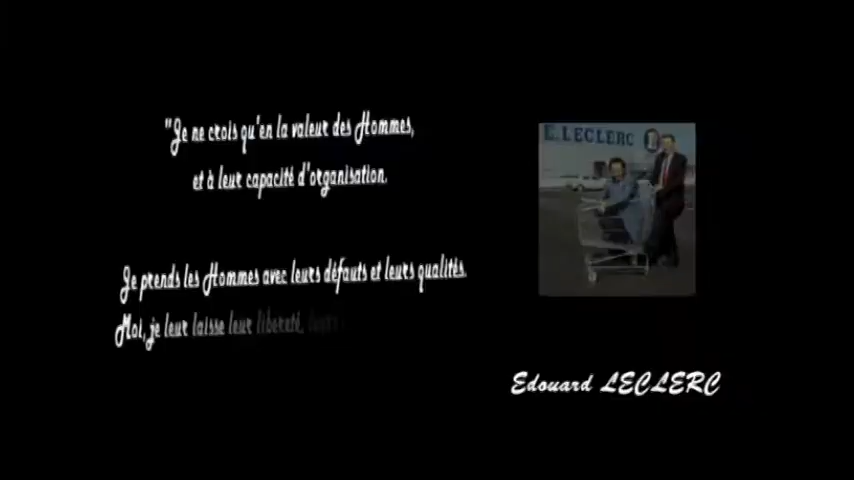 "Je ne crois qu'en la valeur des Hommes,
et à leur capacité d'organisation.
Je prends les Hommes avec leurs défauts et leurs qualités.
Moi, je leur laisse leur liberté,
E.LECLERC
Edouard LECLERC